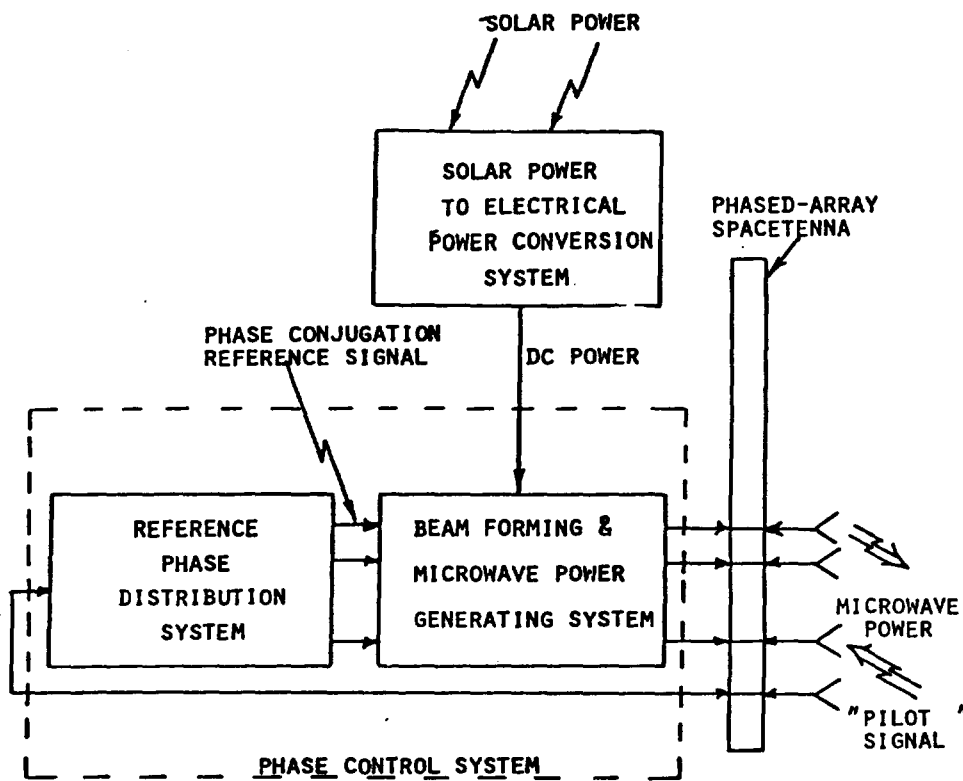 SOLAR POWER
SOLAR POWER
TO ELECTRICAL
POWER CONVERSION
SYSTEM
PHASED-ARRAY
SPACETENNA
PHASE CONJUGATION
REFERENCE SIGNAL
DC POWER
REFERENCE
PHASE
DISTRIBUTION
SYSTEM
BEAM FORMING &
MICROWAVE POWER
GENERATING SYSTEM
MICROWAVE
POWER
"PILOT
SIGNAL"
PHASE CONTROL SYSTEM